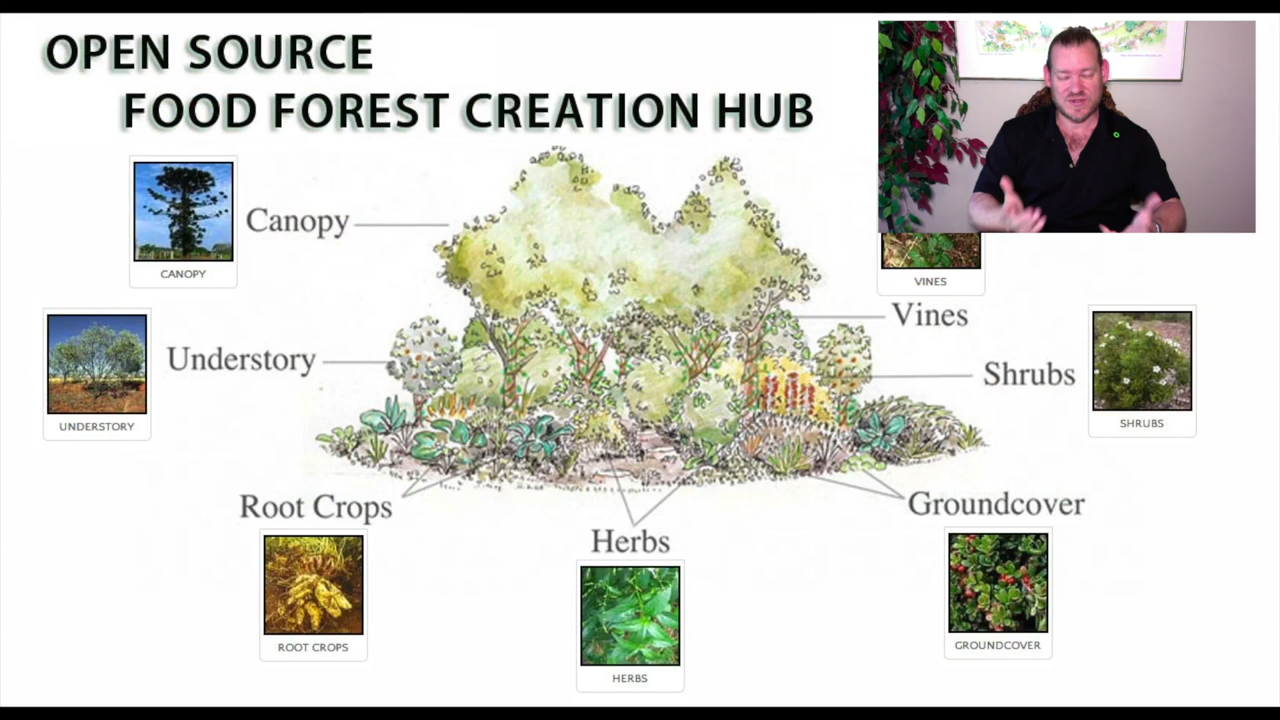 OPEN SOURCE
FOOD FOREST CREATION HUB
CANOPY
Canopy
VINES
Vines
UNDERSTORY
Understory
Shrubs
SHRUBS
Root Crops
ROOT CROPS
Herbs
HERBS
Groundcover
GROUNDCOVER